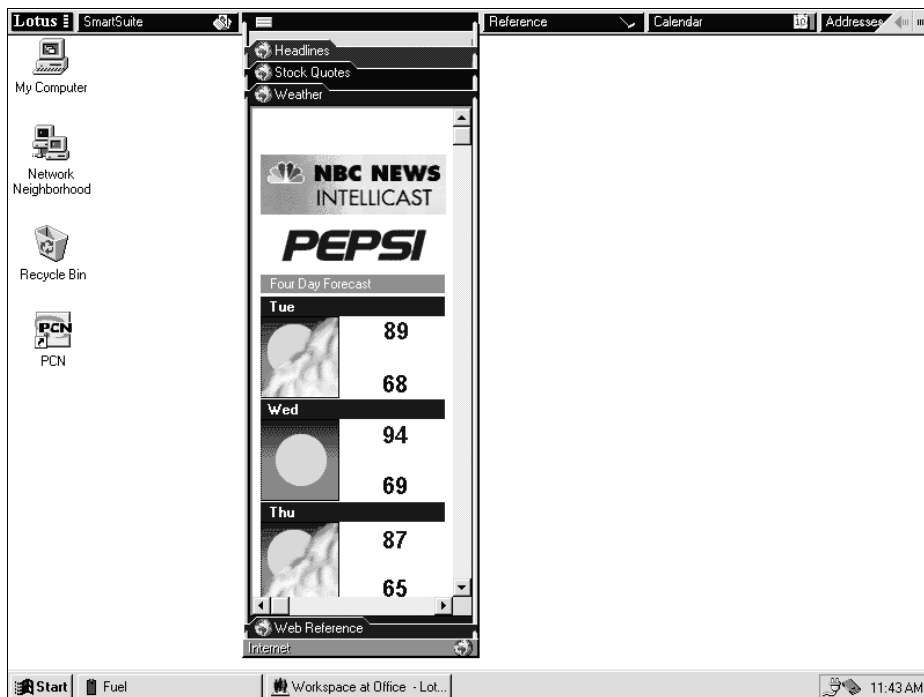 Lotus SmartSuite Reference Calendar 10 Addresses
Headlines
Stock Quotes
Weather
My Computer
Network
Neighborhood
Recycle Bin
PCN
PCN
NBC NEWS
INTELLICAST
PEPSI
Four Day Forecast
Tue
89
68
Wed
94
69
Thu
87
65
Web Reference
Internet
Start Fuel Workspace at Office - Lot... 11:43 AM